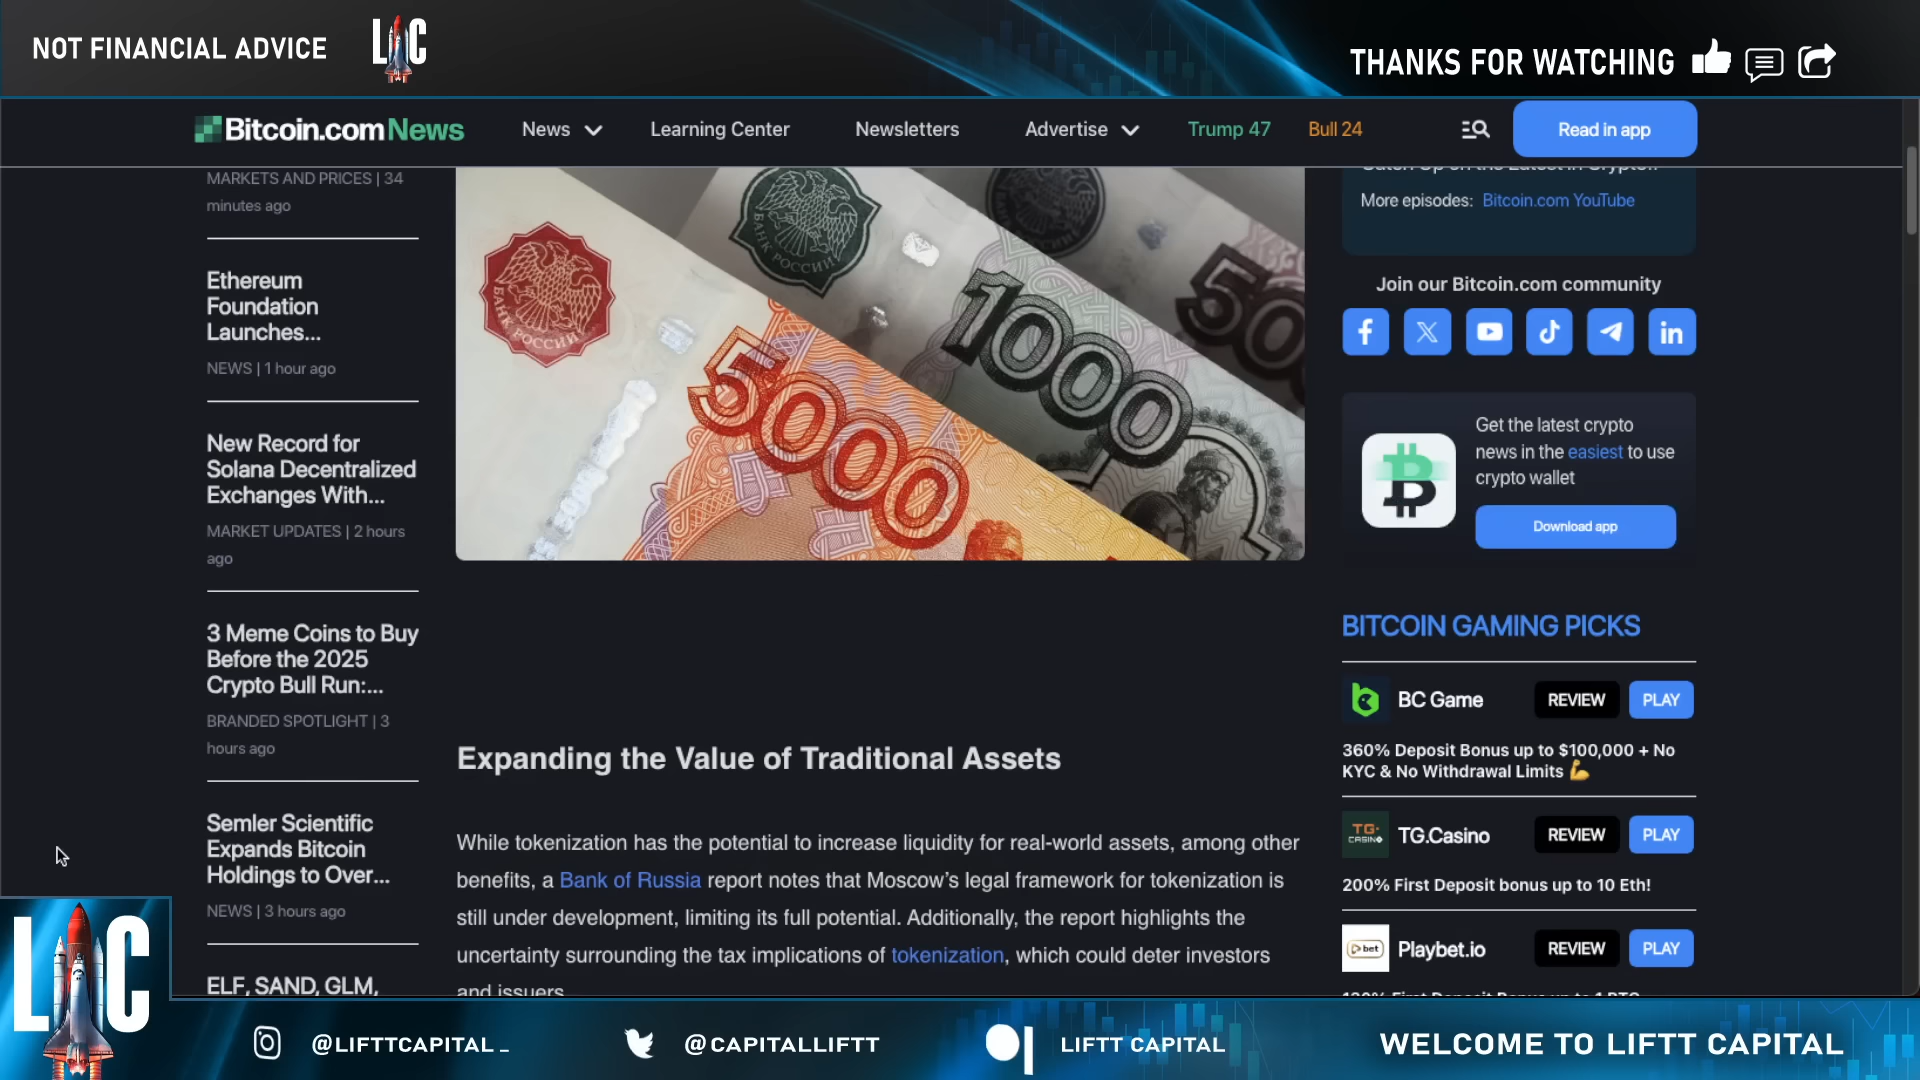 NOT FINANCIAL ADVICE
LC
THANKS FOR WATCHING
Bitcoin.com News
News
Learning Center
Newsletters
Advertise
Trump 47
Bull 24
Read in app
MARKETS AND PRICES | 34
minutes ago
Ethereum
Foundation
Launches...
NEWS | 1 hour ago
New Record for
Solana Decentralized
Exchanges With...
MARKET UPDATES | 2 hours
ago
3 Meme Coins to Buy
Before the 2025
Crypto Bull Run:...
BRANDED SPOTLIGHT | 3
hours ago
Semler Scientific
Expands Bitcoin
Holdings to Over...
NEWS | 3 hours ago
ELF, SAND, GLM,
БАНК РОССИИ
БАНК РОССИИ
5000
1000
50
Expanding the Value of Traditional Assets
While tokenization has the potential to increase liquidity for real-world assets, among other
benefits, a Bank of Russia report notes that Moscow’s legal framework for tokenization is
still under development, limiting its full potential. Additionally, the report highlights the
uncertainty surrounding the tax implications of tokenization, which could deter investors
and issuers
More episodes: Bitcoin.com YouTube
Join our Bitcoin.com community
Get the latest crypto
news in the easiest to use
crypto wallet
Download app
BITCOIN GAMING PICKS
BC Game
REVIEW
PLAY
360% Deposit Bonus up to $100,000 + No
KYC & No Withdrawal Limits 💪
TG.
CASINO
TG.Casino
REVIEW
PLAY
200% First Deposit bonus up to 10 Eth!
bet
Playbet.io
REVIEW
PLAY
LC
@LIFTTCAPITAL_
@CAPITALLIFTT
LIFTT CAPITAL
WELCOME TO LIFTT CAPITAL